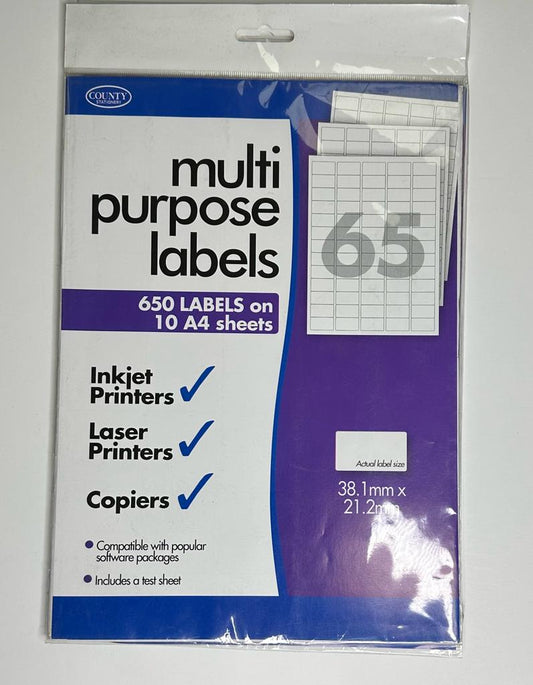 COUNTY
STATIONERY
multi
purpose
labels
650 LABELS on
10 A4 sheets
65
Inkjet
Printers
Laser
Printers
Copiers
Compatible with popular
software packages
Includes a test sheet
Actual label size
38.1mm x
21.2mm